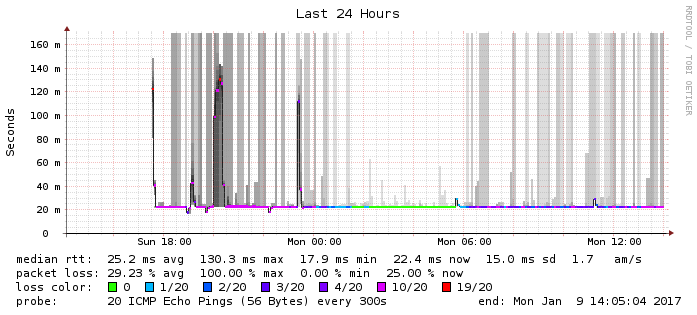 Last 24 Hours
RRDTOOL / TOBI OETIKER
Seconds
160 m
140 m
120 m
100 m
80 m
60 m
40 m
20 m
0
Sun 18:00 Mon 00:00 Mon 06:00 Mon 12:00
median rtt: 25.2 ms avg 130.3 ms max 17.9 ms min 22.4 ms now 15.0 ms sd 1.7 am/s
packet loss: 29.23 % avg 100.00 % max 0.00 % min 25.00 % now
loss color: 0 1/20 2/20 3/20 4/20 10/20 19/20
probe: 20 ICMP Echo Pings (56 Bytes) every 300s end: Mon Jan 9 14:05:04 2017